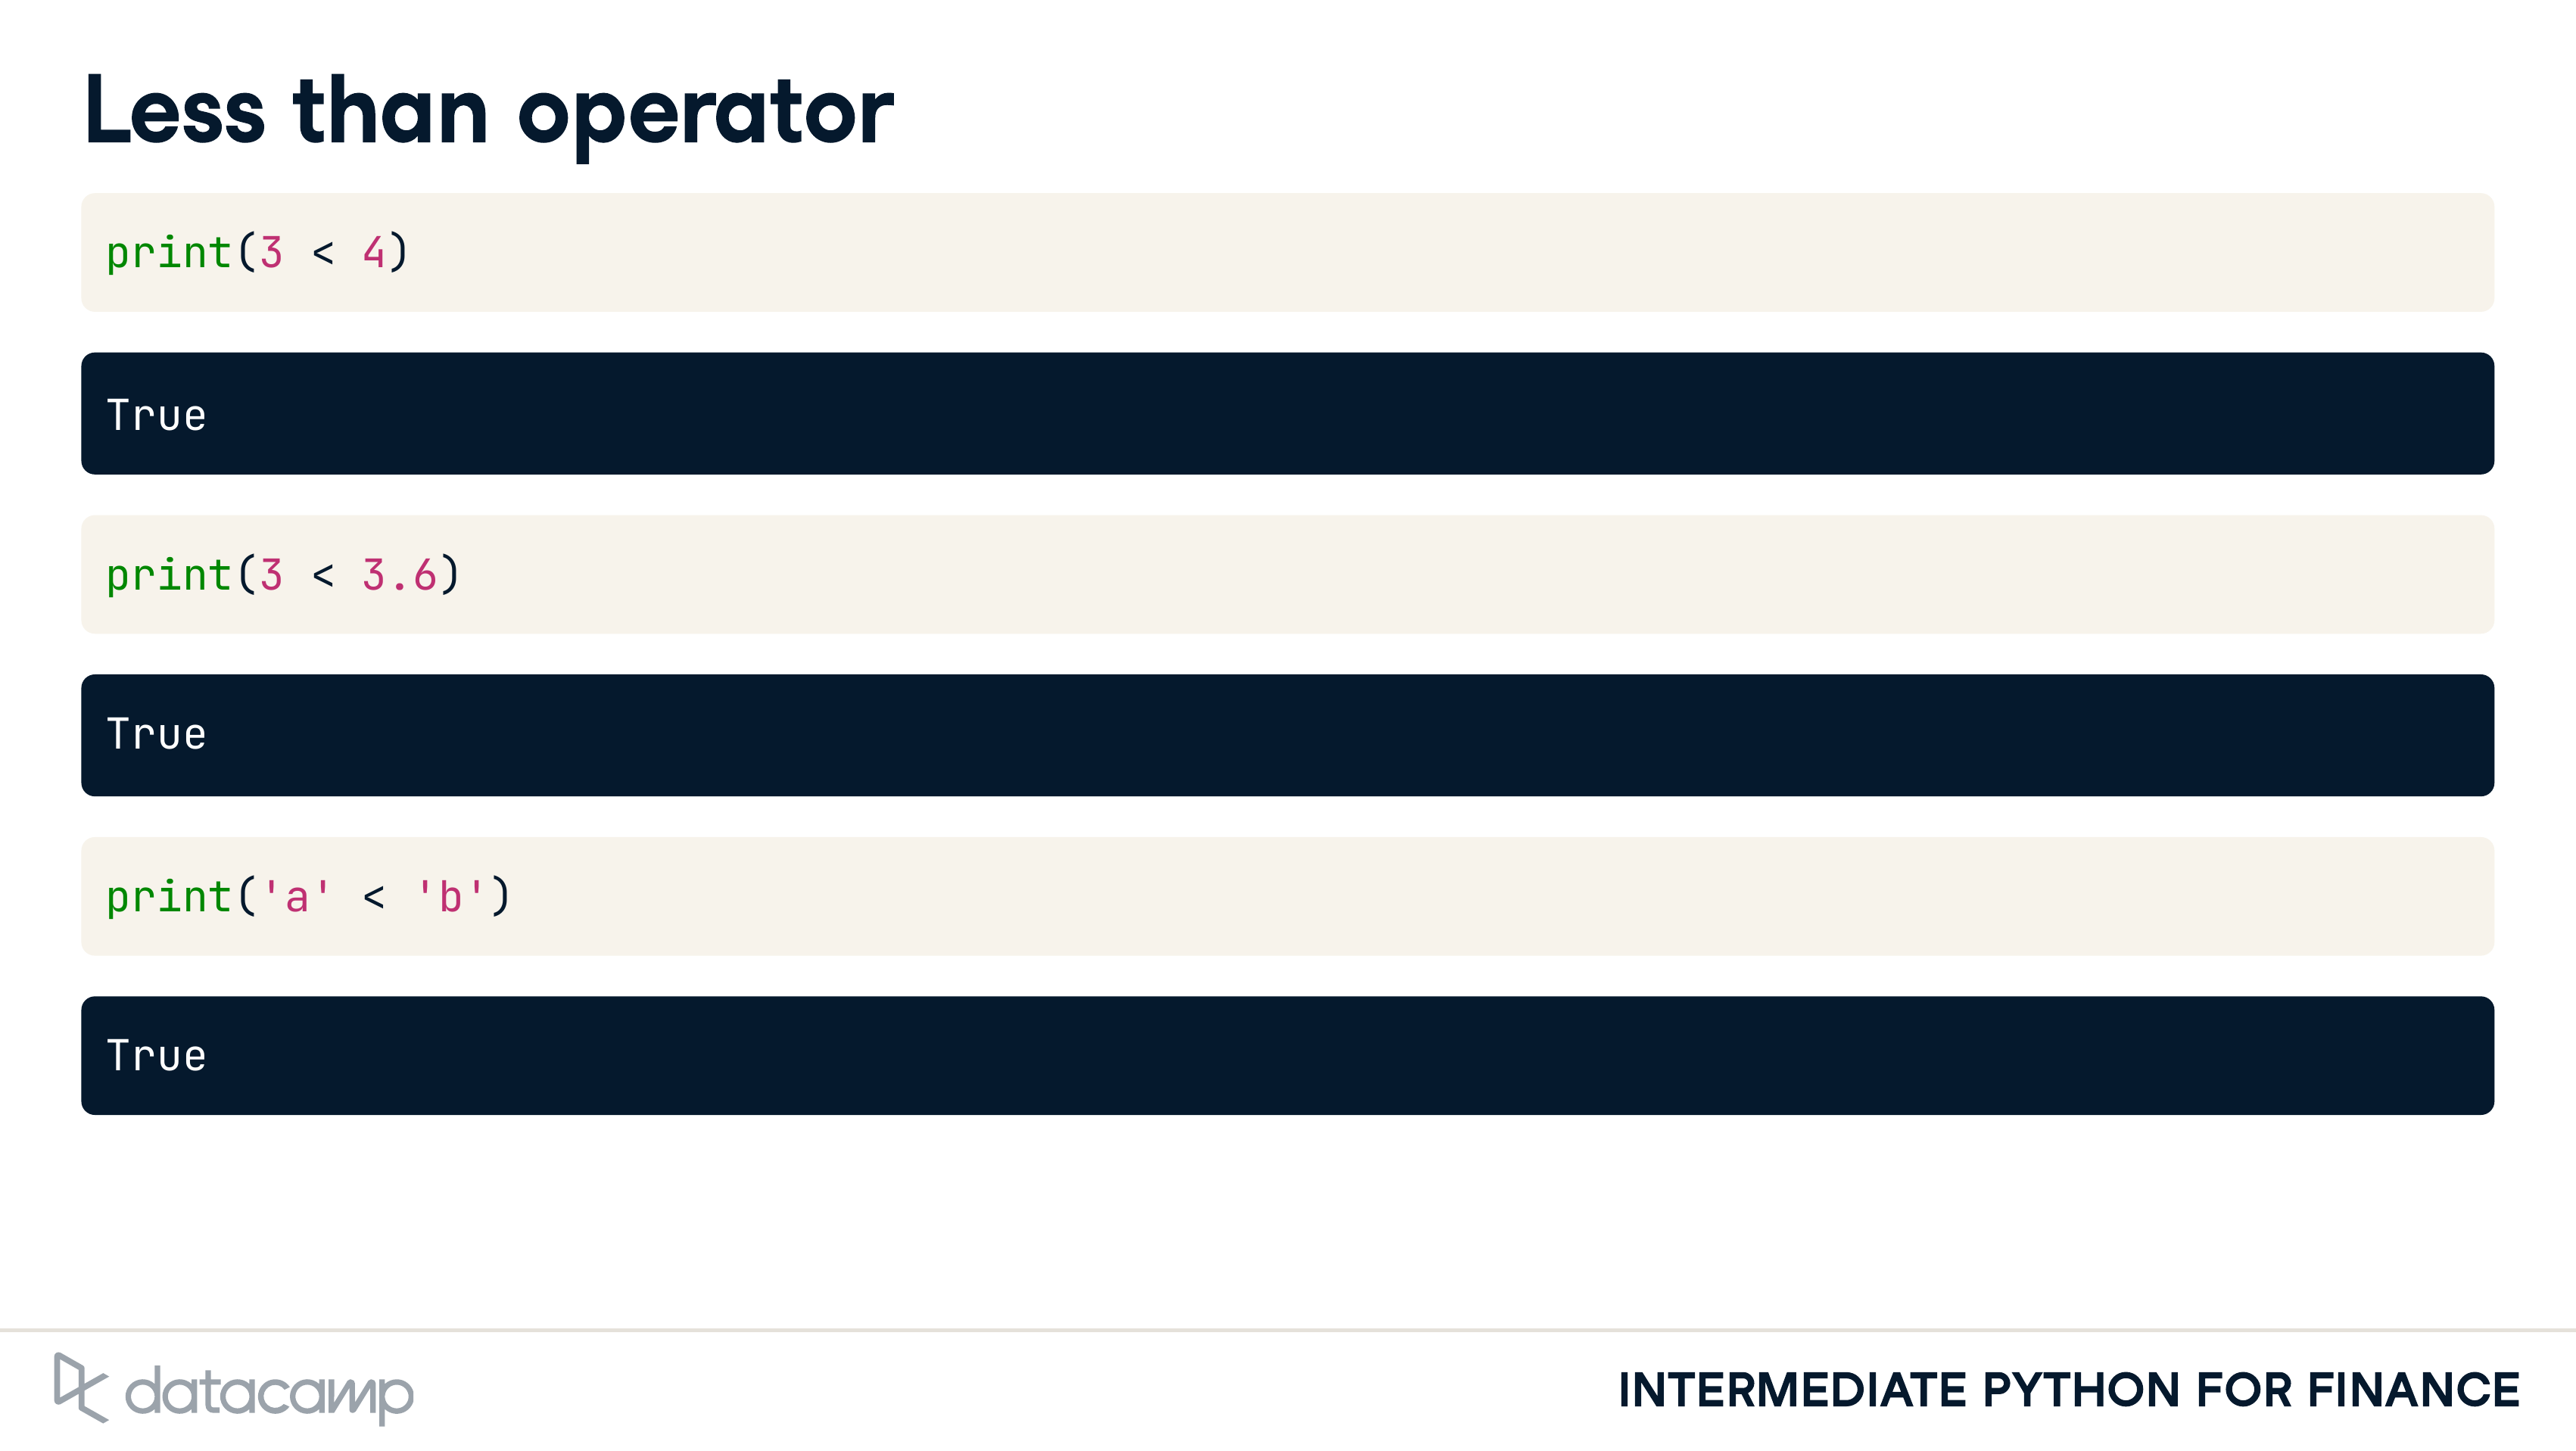 Less than operator
print(3 < 4)
True
print(3 < 3.6)
True
print('a' < 'b')
True
datacamp
INTERMEDIATE PYTHON FOR FINANCE